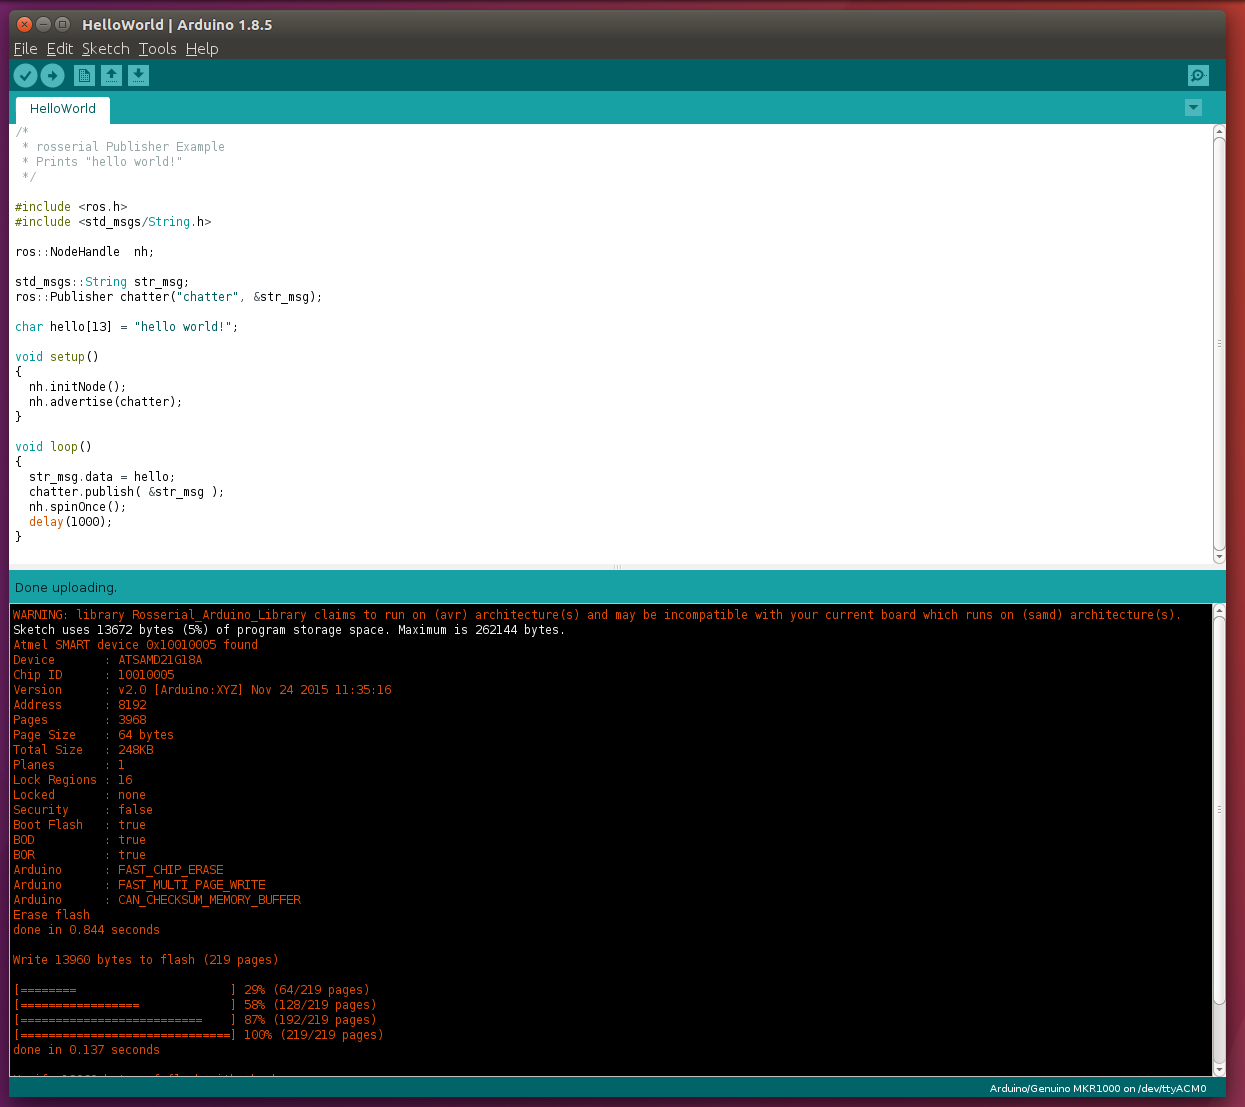 HelloWorld | Arduino 1.8.5
File Edit Sketch Tools Help
HelloWorld
/*
 * rosserial Publisher Example
 * Prints "hello world!"
 */
#include <ros.h>
#include <std_msgs/String.h>
ros::NodeHandle  nh;
std_msgs::String str_msg;
ros::Publisher chatter("chatter", &str_msg);
char hello[13] = "hello world!";
void setup()
{
  nh.initNode();
  nh.advertise(chatter);
}
void loop()
{
  str_msg.data = hello;
  chatter.publish( &str_msg );
  nh.spinOnce();
  delay(1000);
}
Done uploading.
WARNING: library Rosserial_Arduino_Library claims to run on (avr) architecture(s) and may be incompatible with your current board which runs on (samd) architecture(s).
Sketch uses 13672 bytes (5%) of program storage space. Maximum is 262144 bytes.
Atmel SMART device 0x10010005 found
Device       : ATSAMD21G18A
Chip ID      : 10010005
Version      : v2.0 [Arduino:XYZ] Nov 24 2015 11:35:16
Address      : 8192
Pages        : 3968
Page Size    : 64 bytes
Total Size   : 248KB
Planes       : 1
Lock Regions : 16
Locked       : none
Security     : false
Boot Flash   : true
BOD          : true
BOR          : true
Arduino      : FAST_CHIP_ERASE
Arduino      : FAST_MULTI_PAGE_WRITE
Arduino      : CAN_CHECKSUM_MEMORY_BUFFER
Erase flash
done in 0.844 seconds
Write 13960 bytes to flash (219 pages)
[========                      ] 29% (64/219 pages)
[=================             ] 58% (128/219 pages)
[==========================    ] 87% (192/219 pages)
[==============================] 100% (219/219 pages)
done in 0.137 seconds
Arduino/Genuino MKR1000 on /dev/ttyACM0